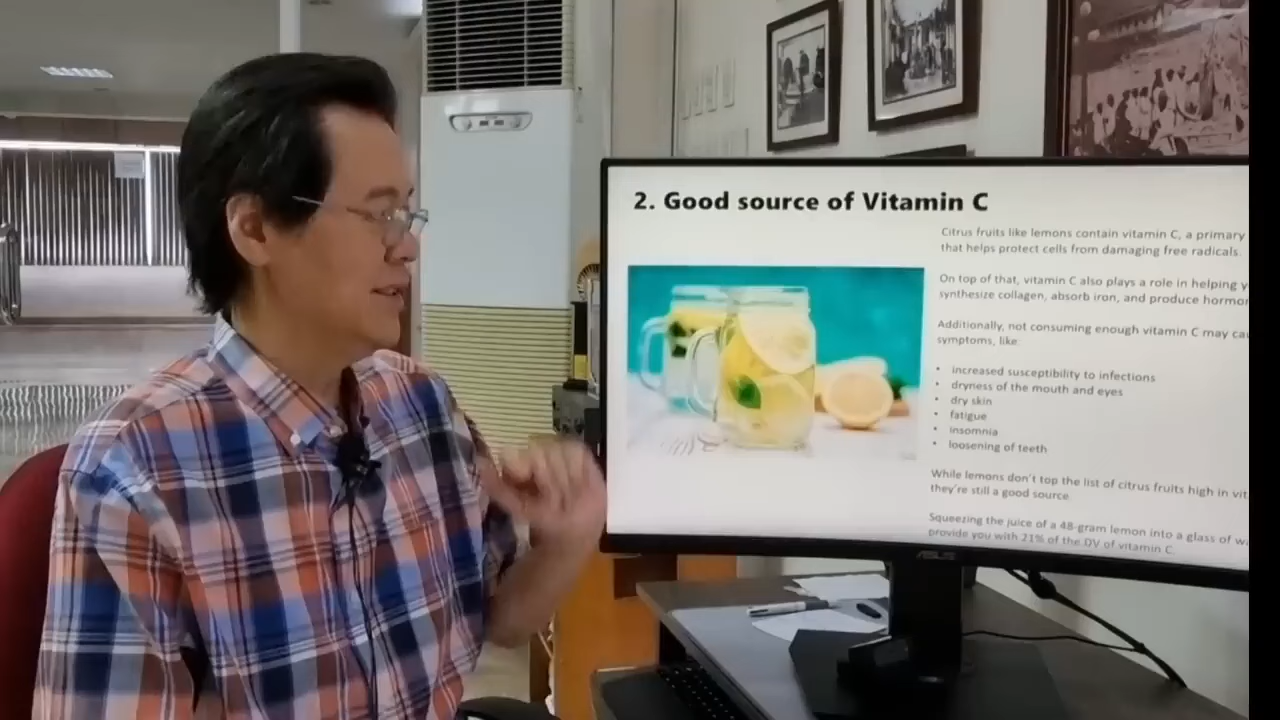 2. Good source of Vitamin C
Citrus fruits like lemons contain vitamin C, a primary
that helps protect cells from damaging free radicals.
On top of that, vitamin C also plays a role in helping y
synthesize collagen, absorb iron, and produce hormo
Additionally, not consuming enough vitamin C may ca
symptoms, like:
• increased susceptibility to infections
• dryness of the mouth and eyes
• dry skin
• fatigue
• insomnia
• loosening of teeth
While lemons don't top the list of citrus fruits high in vit
they're still a good source.
Squeezing the juice of a 48-gram lemon into a glass of w
provide you with 21% of the DV of vitamin C.
ASUS